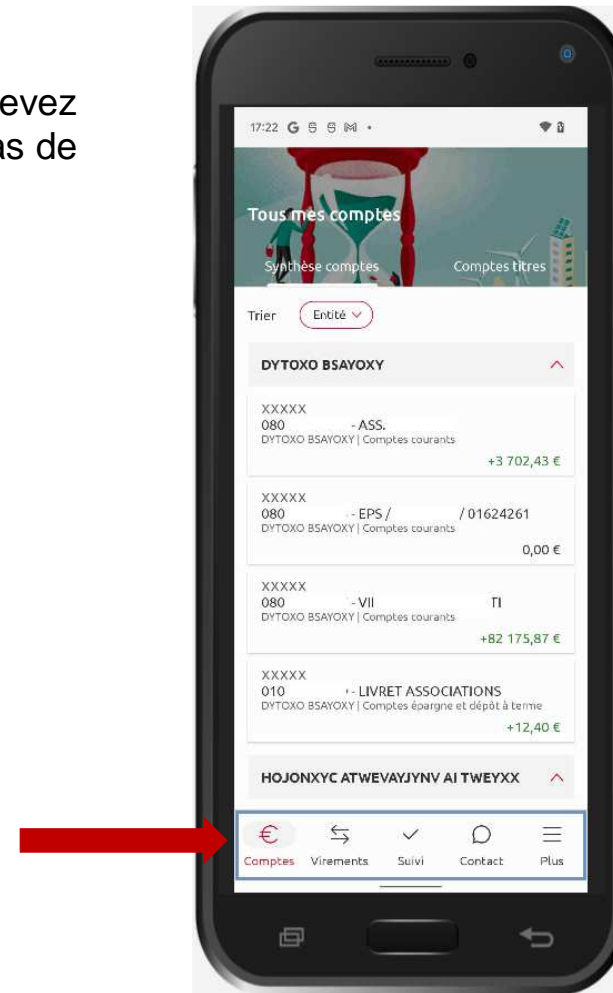 evez
as de
17:22
Tous mes comptes
Synthèse comptes Comptes titres
Trier Entité
DYTOXO BSAYOXY
XXXXX
080 - ASS.
DYTOXO BSAYOXY | Comptes courants
+3 702,43 €
XXXXX
080 - EPS / / 01624261
DYTOXO BSAYOXY | Comptes courants
0,00 €
XXXXX
080 - VII TI
DYTOXO BSAYOXY | Comptes courants
+82 175,87 €
XXXXX
010 - LIVRET ASSOCIATIONS
DYTOXO BSAYOXY | Comptes épargne et dépôt à terme
+12,40 €
HOJONXYC ATWEVAYJYNV AI TWEYXX
Comptes Virements Suivi Contact Plus